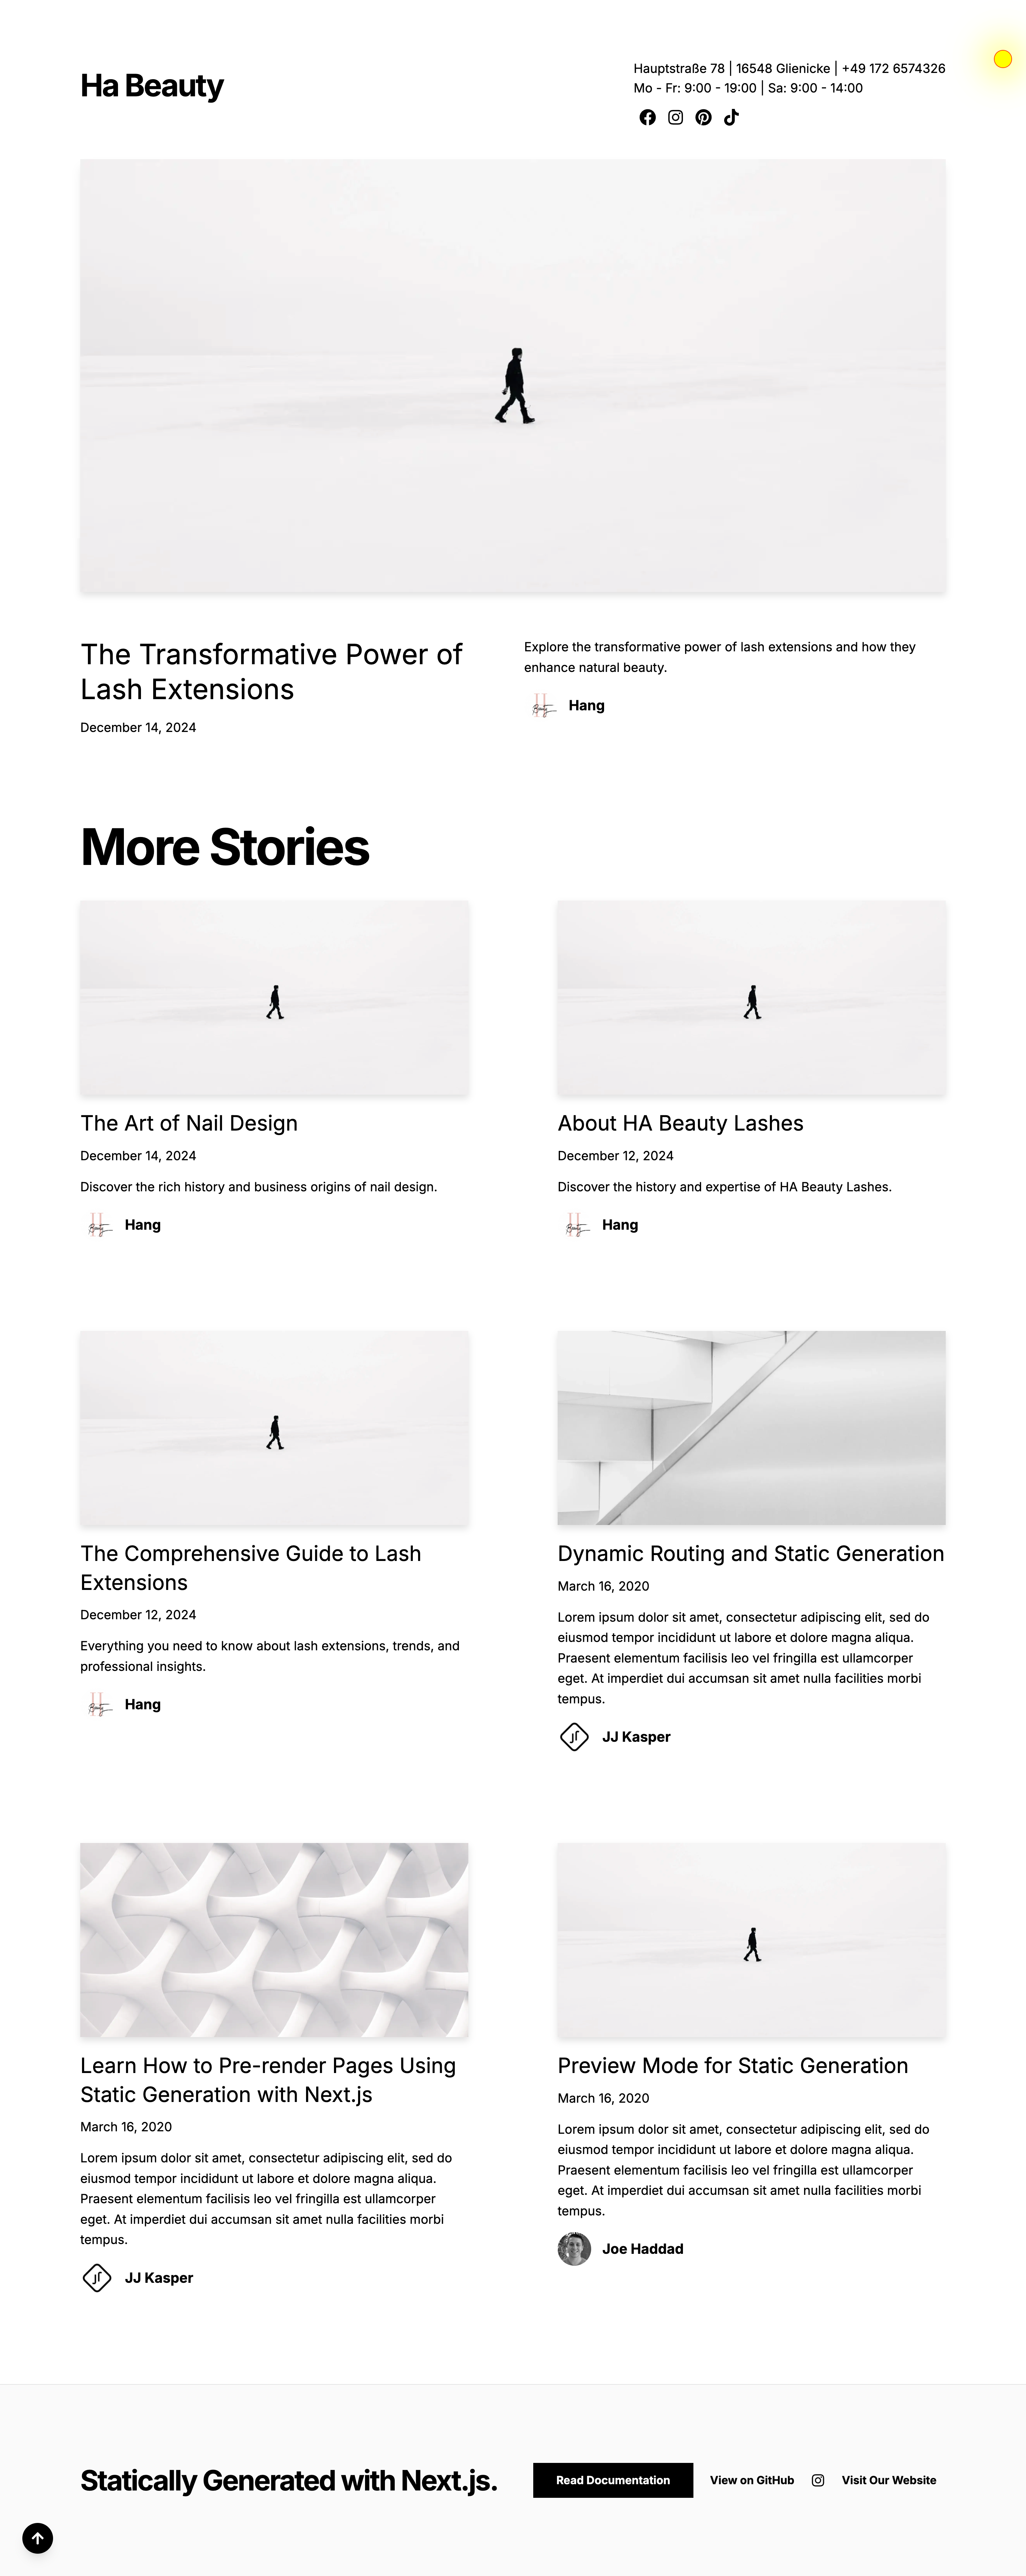 Ha Beauty
Hauptstraße 78 | 16548 Glienicke | +49 172 6574326
Mo - Fr: 9:00 - 19:00 | Sa: 9:00 - 14:00
The Transformative Power of
Lash Extensions
December 14, 2024
Explore the transformative power of lash extensions and how they
enhance natural beauty.
Beauty
Hang
More Stories
The Art of Nail Design
December 14, 2024
Discover the rich history and business origins of nail design.
Beauty
Hang
About HA Beauty Lashes
December 12, 2024
Discover the history and expertise of HA Beauty Lashes.
Beauty
Hang
The Comprehensive Guide to Lash
Extensions
December 12, 2024
Everything you need to know about lash extensions, trends, and
professional insights.
Beauty
Hang
Dynamic Routing and Static Generation
March 16, 2020
Lorem ipsum dolor sit amet, consectetur adipiscing elit, sed do
eiusmod tempor incididunt ut labore et dolore magna aliqua.
Praesent elementum facilisis leo vel fringilla est ullamcorper
eget. At imperdiet dui accumsan sit amet nulla facilities morbi
tempus.
JJ Kasper
Learn How to Pre-render Pages Using
Static Generation with Next.js
March 16, 2020
Lorem ipsum dolor sit amet, consectetur adipiscing elit, sed do
eiusmod tempor incididunt ut labore et dolore magna aliqua.
Praesent elementum facilisis leo vel fringilla est ullamcorper
eget. At imperdiet dui accumsan sit amet nulla facilities morbi
tempus.
JJ Kasper
Preview Mode for Static Generation
March 16, 2020
Lorem ipsum dolor sit amet, consectetur adipiscing elit, sed do
eiusmod tempor incididunt ut labore et dolore magna aliqua.
Praesent elementum facilisis leo vel fringilla est ullamcorper
eget. At imperdiet dui accumsan sit amet nulla facilities morbi
tempus.
Joe Haddad
Statically Generated with Next.js.
Read Documentation
View on GitHub
Visit Our Website